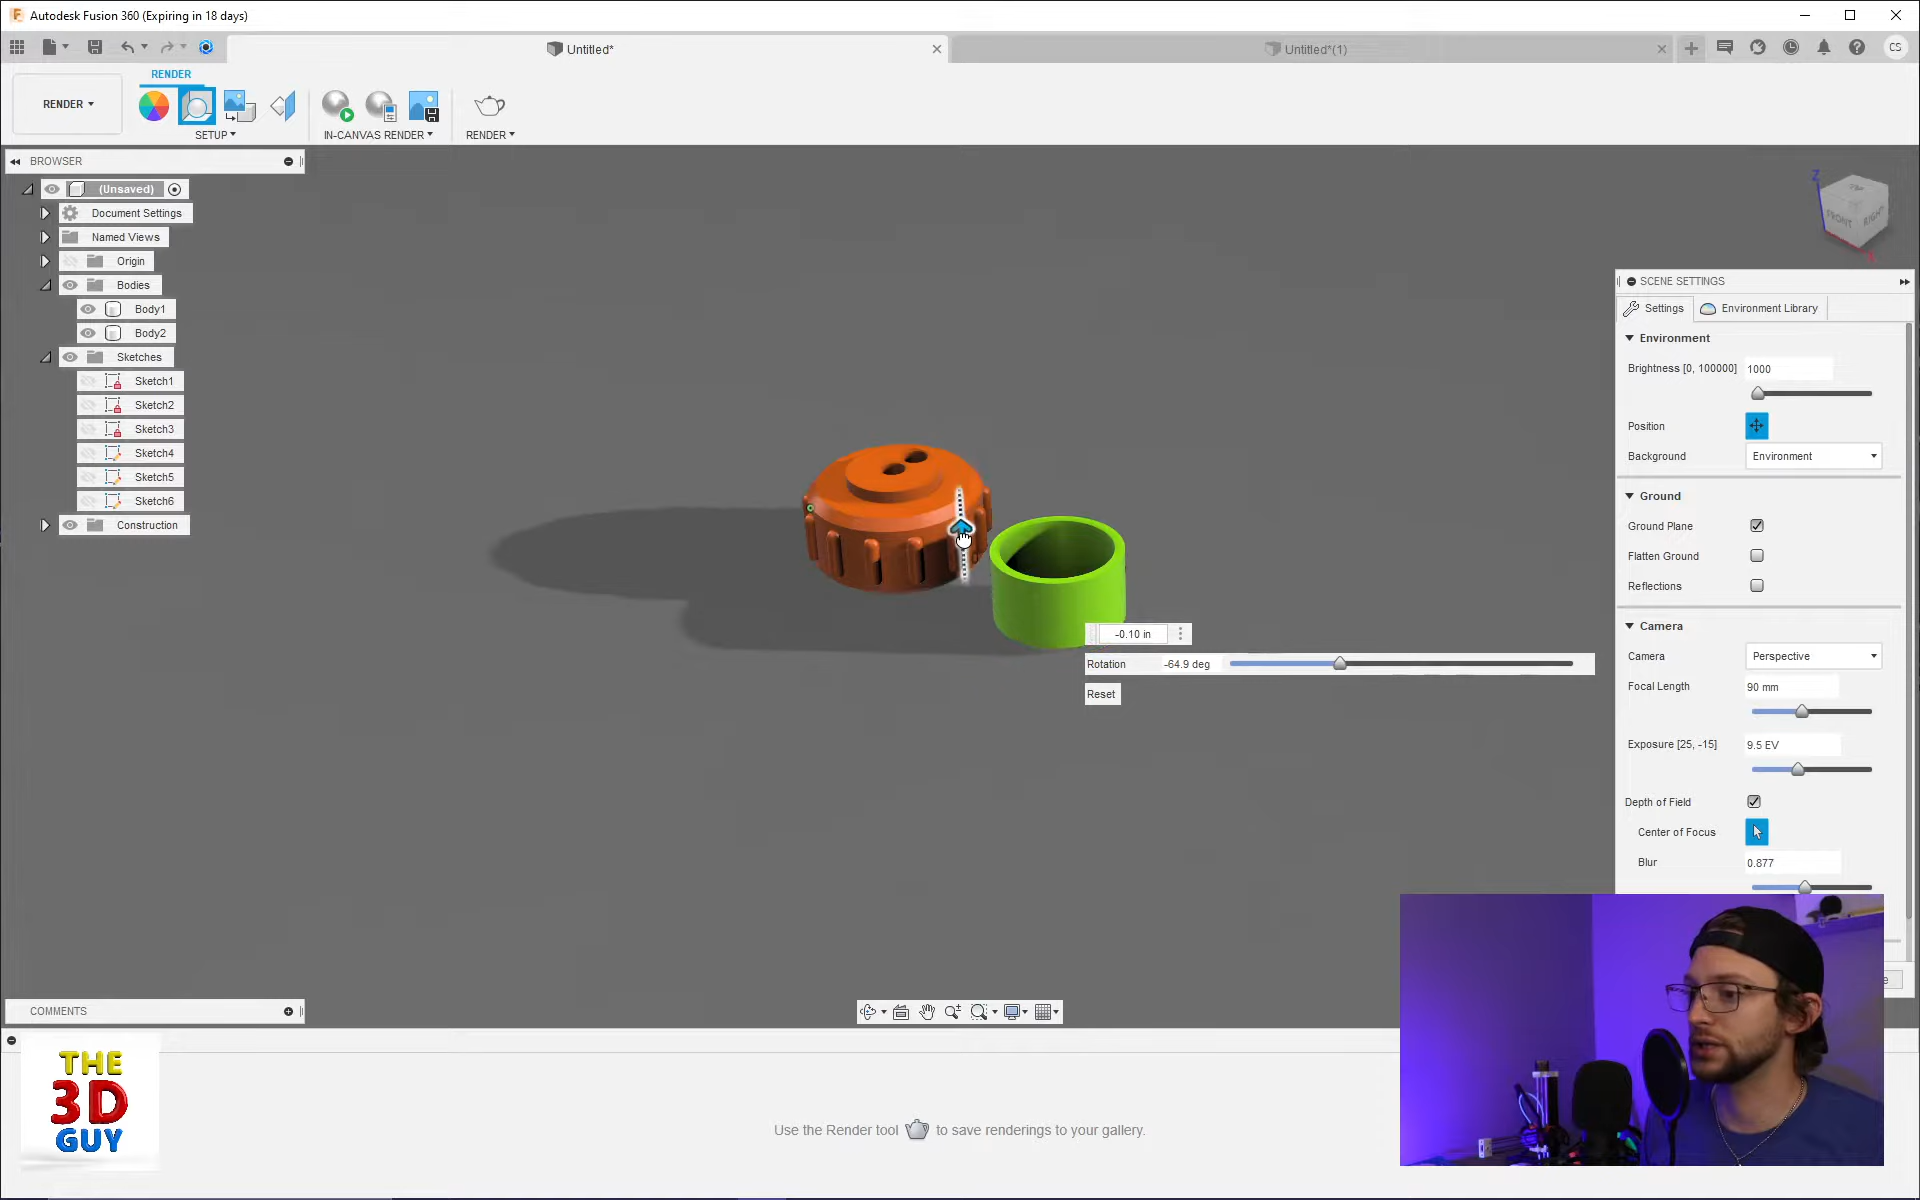 Autodesk Fusion 360 (Expiring in 18 days)
Untitled*
Untitled*(1)
CS
RENDER
RENDER
SETUP
IN-CANVAS RENDER
RENDER
BROWSER
(Unsaved)
Document Settings
Named Views
Origin
Bodies
Body1
Body2
Sketches
Sketch1
Sketch2
Sketch3
Sketch4
Sketch5
Sketch6
Construction
Z
TOP
FRONT
RIGHT
-0.10 in
Rotation -64.9 deg
Reset
SCENE SETTINGS
Settings Environment Library
Environment
Brightness [0, 100000] 1000
Position
Background Environment
Ground
Ground Plane
Flatten Ground
Reflections
Camera
Camera Perspective
Focal Length 90 mm
Exposure [25, -15] 9.5 EV
Depth of Field
Center of Focus
Blur 0.877
COMMENTS
THE
3D
GUY
Use the Render tool to save renderings to your gallery.